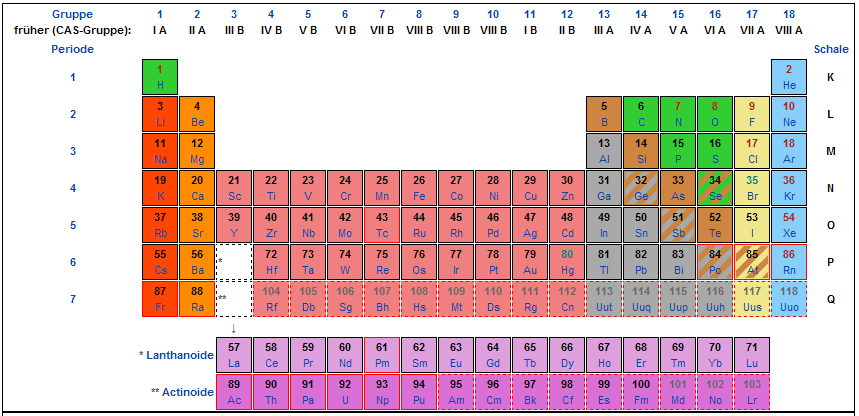 Gruppe 1 2 3 4 5 6 7 8 9 10 11 12 13 14 15 16 17 18
früher (CAS-Gruppe): I A II A III B IV B V B VI B VII B VIII B VIII B VIII B I B II B III A IV A V A VI A VII A VIII A
Periode Schale
1 2
1 H He K
3 4 5 6 7 8 9 10
2 Li Be B C N O F Ne L
11 12 13 14 15 16 17 18
3 Na Mg Al Si P S Cl Ar M
19 20 21 22 23 24 25 26 27 28 29 30 31 32 33 34 35 36
4 K Ca Sc Ti V Cr Mn Fe Co Ni Cu Zn Ga Ge As Se Br Kr N
37 38 39 40 41 42 43 44 45 46 47 48 49 50 51 52 53 54
5 Rb Sr Y Zr Nb Mo Tc Ru Rh Pd Ag Cd In Sn Sb Te I Xe O
55 56 * 72 73 74 75 76 77 78 79 80 81 82 83 84 85 86
6 Cs Ba Hf Ta W Re Os Ir Pt Au Hg Tl Pb Bi Po At Rn P
87 88 ** 104 105 106 107 108 109 110 111 112 113 114 115 116 117 118
7 Fr Ra Rf Db Sg Bh Hs Mt Ds Rg Cn Uut Uuq Uup Uuh Uus Uuo Q
↓
57 58 59 60 61 62 63 64 65 66 67 68 69 70 71
* Lanthanoide La Ce Pr Nd Pm Sm Eu Gd Tb Dy Ho Er Tm Yb Lu
89 90 91 92 93 94 95 96 97 98 99 100 101 102 103
** Actinoide Ac Th Pa U Np Pu Am Cm Bk Cf Es Fm Md No Lr